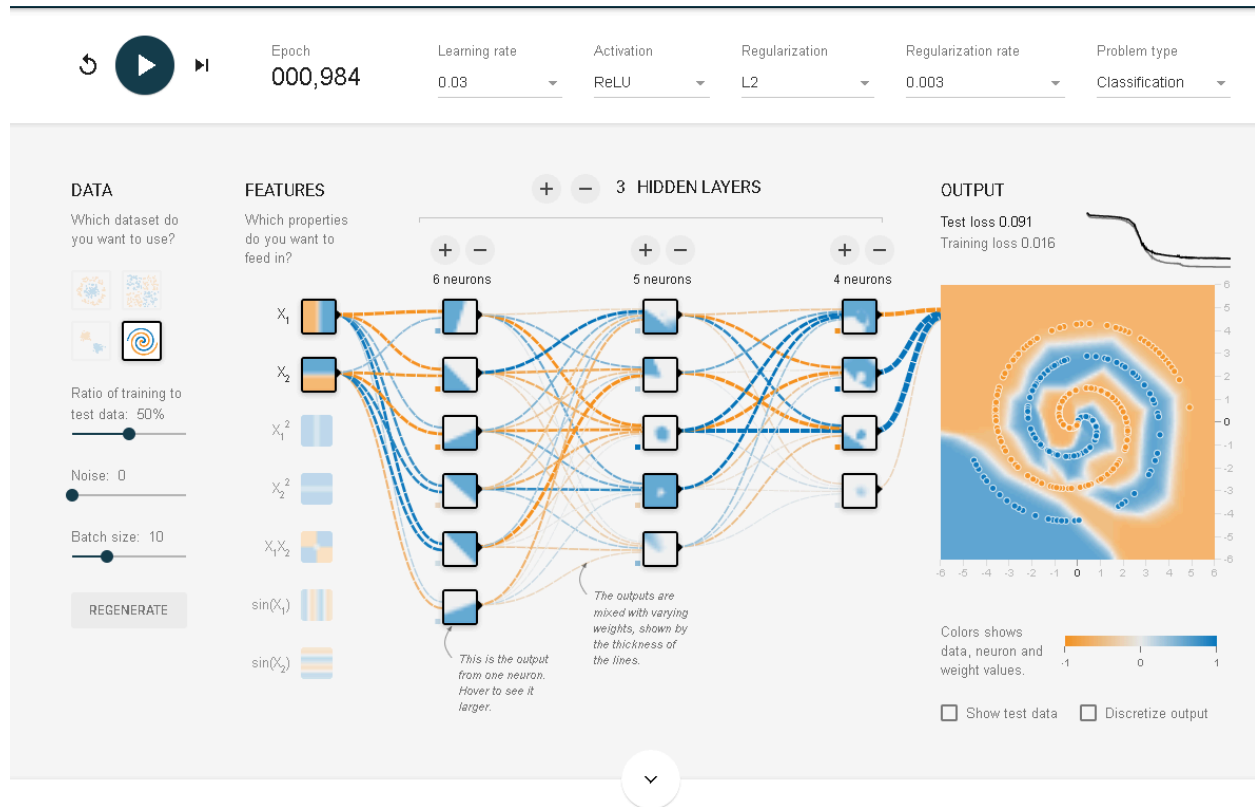 Epoch
000,984
Learning rate
0.03
Activation
ReLU
Regularization
L2
Regularization rate
0.003
Problem type
Classification
DATA
Which dataset do
you want to use?
Ratio of training to
test data: 50%
Noise: 0
Batch size: 10
REGENERATE
FEATURES
Which properties
do you want to
feed in?
X₁
X₂
X₁²
X₂²
X₁X₂
sin(X₁)
sin(X₂)
+ − 3 HIDDEN LAYERS
+ −
6 neurons
+ −
5 neurons
+ −
4 neurons
This is the output
from one neuron.
Hover to see it
larger.
The outputs are
mixed with varying
weights, shown by
the thickness of
the lines.
OUTPUT
Test loss 0.091
Training loss 0.016
6
5
4
3
2
1
0
-1
-2
-3
-4
-5
-6
-6 -5 -4 -3 -2 -1 0 1 2 3 4 5 6
Colors shows
data, neuron and
weight values.
-1 0 1
Show test data
Discretize output